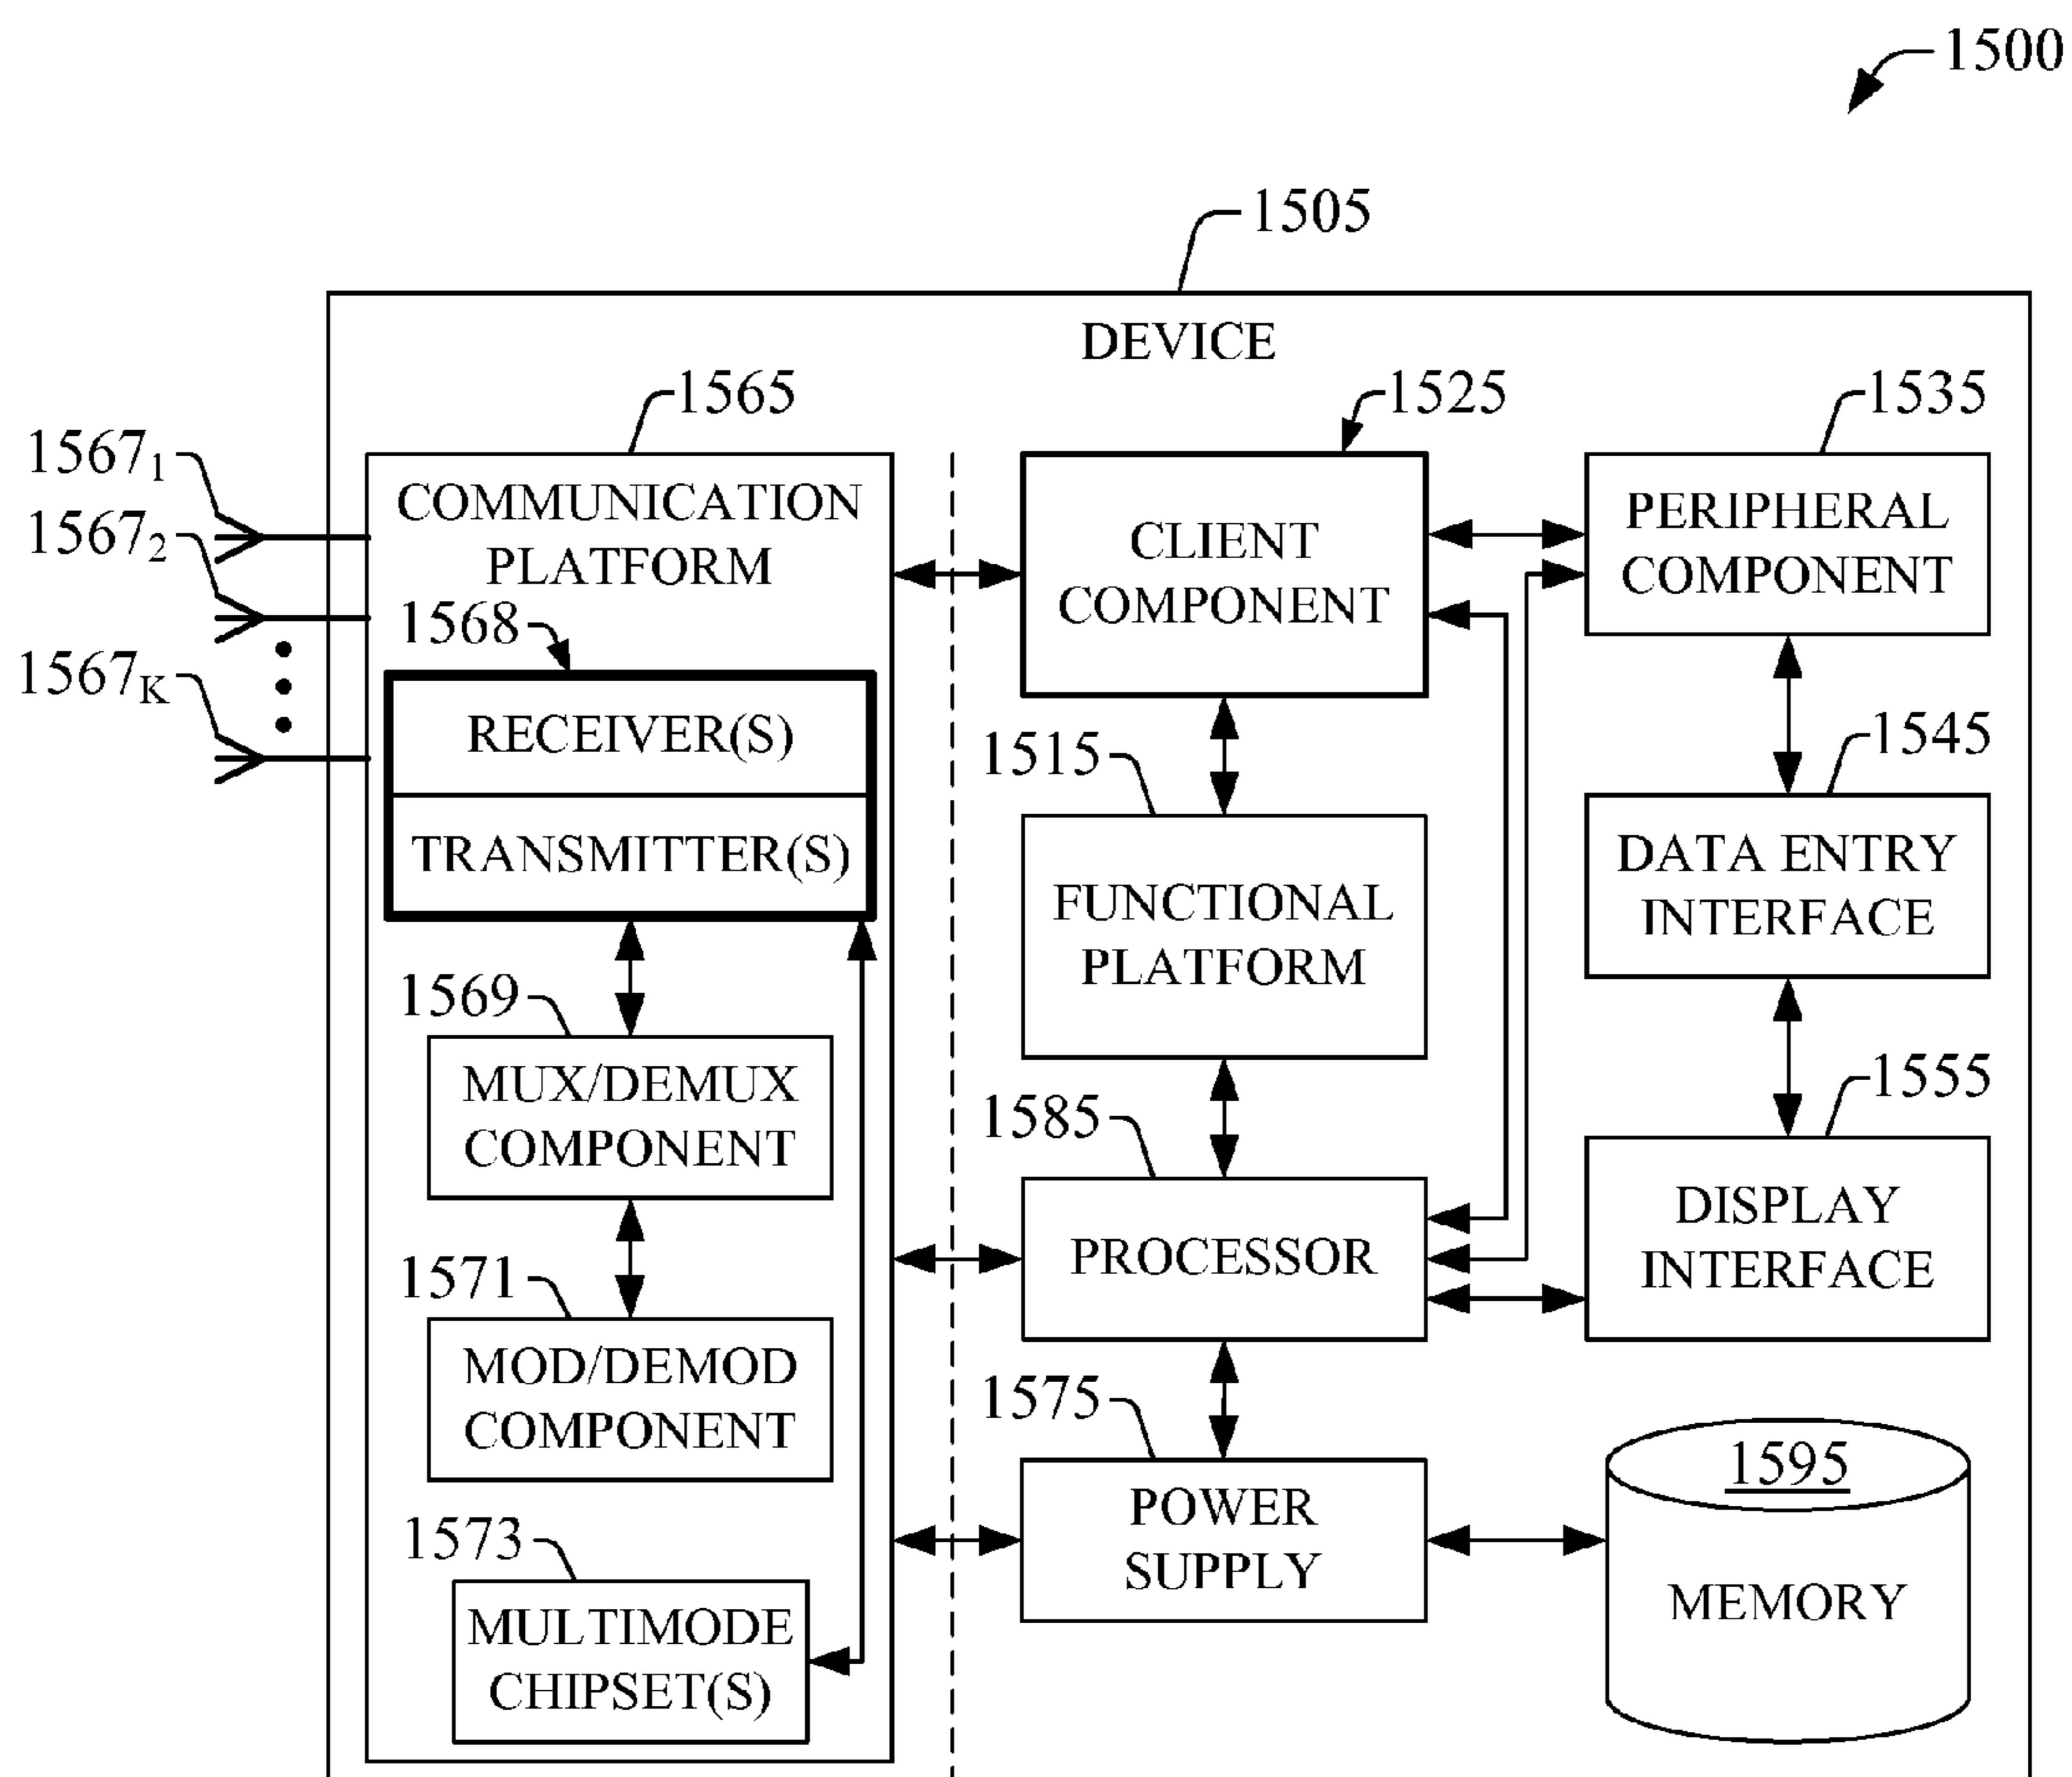 1500
1505
DEVICE
1565
1525
1535
1567₁
1567₂
1567K
COMMUNICATION
PLATFORM
1568
RECEIVER(S)
TRANSMITTER(S)
1569
MUX/DEMUX
COMPONENT
1571
MOD/DEMOD
COMPONENT
1573
MULTIMODE
CHIPSET(S)
CLIENT
COMPONENT
1515
FUNCTIONAL
PLATFORM
1585
PROCESSOR
1575
POWER
SUPPLY
PERIPHERAL
COMPONENT
1545
DATA ENTRY
INTERFACE
1555
DISPLAY
INTERFACE
1595
MEMORY